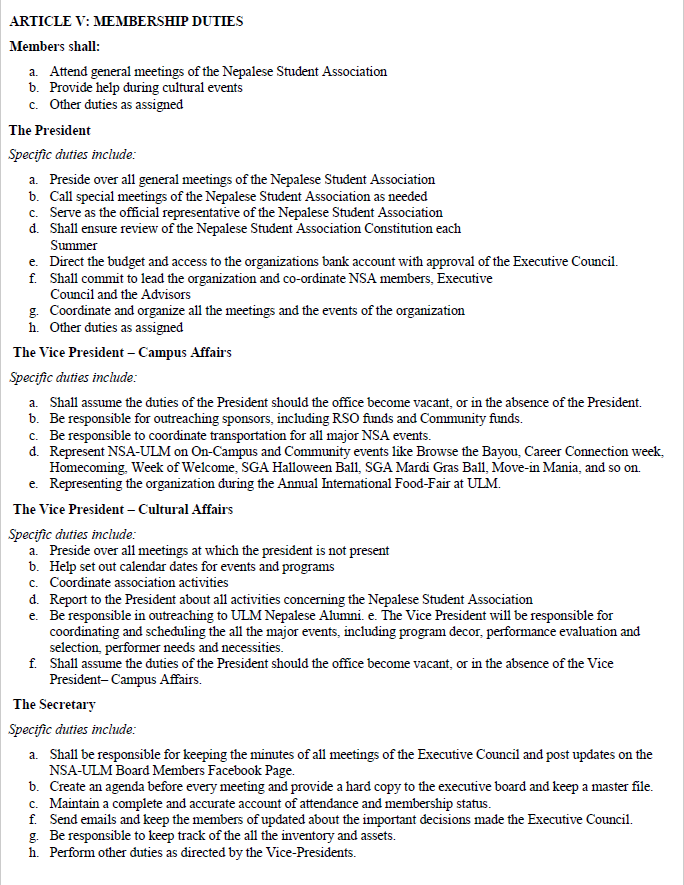 ARTICLE V: MEMBERSHIP DUTIES
Members shall:
a. Attend general meetings of the Nepalese Student Association
b. Provide help during cultural events
c. Other duties as assigned
The President
Specific duties include:
a. Preside over all general meetings of the Nepalese Student Association
b. Call special meetings of the Nepalese Student Association as needed
c. Serve as the official representative of the Nepalese Student Association
d. Shall ensure review of the Nepalese Student Association Constitution each
Summer
e. Direct the budget and access to the organizations bank account with approval of the Executive Council.
f. Shall commit to lead the organization and co-ordinate NSA members, Executive
Council and the Advisors
g. Coordinate and organize all the meetings and the events of the organization
h. Other duties as assigned
The Vice President – Campus Affairs
Specific duties include:
a. Shall assume the duties of the President should the office become vacant, or in the absence of the President.
b. Be responsible for outreaching sponsors, including RSO funds and Community funds.
c. Be responsible to coordinate transportation for all major NSA events.
d. Represent NSA-ULM on On-Campus and Community events like Browse the Bayou, Career Connection week,
Homecoming, Week of Welcome, SGA Halloween Ball, SGA Mardi Gras Ball, Move-in Mania, and so on.
e. Representing the organization during the Annual International Food-Fair at ULM.
The Vice President – Cultural Affairs
Specific duties include:
a. Preside over all meetings at which the president is not present
b. Help set out calendar dates for events and programs
c. Coordinate association activities
d. Report to the President about all activities concerning the Nepalese Student Association
e. Be responsible in outreaching to ULM Nepalese Alumni. e. The Vice President will be responsible for
coordinating and scheduling the all the major events, including program decor, performance evaluation and
selection, performer needs and necessities.
f. Shall assume the duties of the President should the office become vacant, or in the absence of the Vice
President– Campus Affairs.
The Secretary
Specific duties include:
a. Shall be responsible for keeping the minutes of all meetings of the Executive Council and post updates on the
NSA-ULM Board Members Facebook Page.
b. Create an agenda before every meeting and provide a hard copy to the executive board and keep a master file.
c. Maintain a complete and accurate account of attendance and membership status.
f. Send emails and keep the members of updated about the important decisions made the Executive Council.
g. Be responsible to keep track of the all the inventory and assets.
h. Perform other duties as directed by the Vice-Presidents.